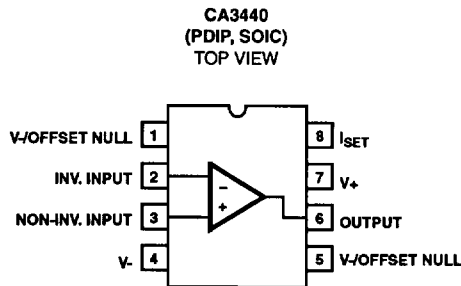 CA3440
(PDIP, SOIC)
TOP VIEW
V-/OFFSET NULL 1
8 ISET
INV. INPUT 2
7 V+
NON-INV. INPUT 3
6 OUTPUT
V- 4
5 V-/OFFSET NULL
−
+